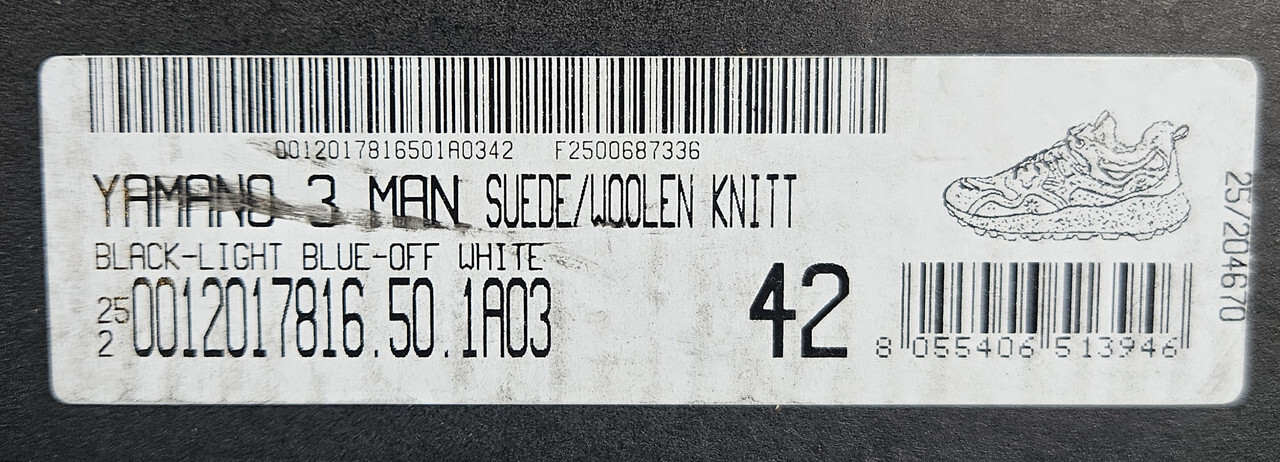 0012017816501A0342 F2500687336
YAMANO 3 MAN SUEDE/WOOLEN KNITT
BLACK-LIGHT BLUE-OFF WHITE
25
2
0012017816.50.1A03
42
8 055406 513946
25/204670